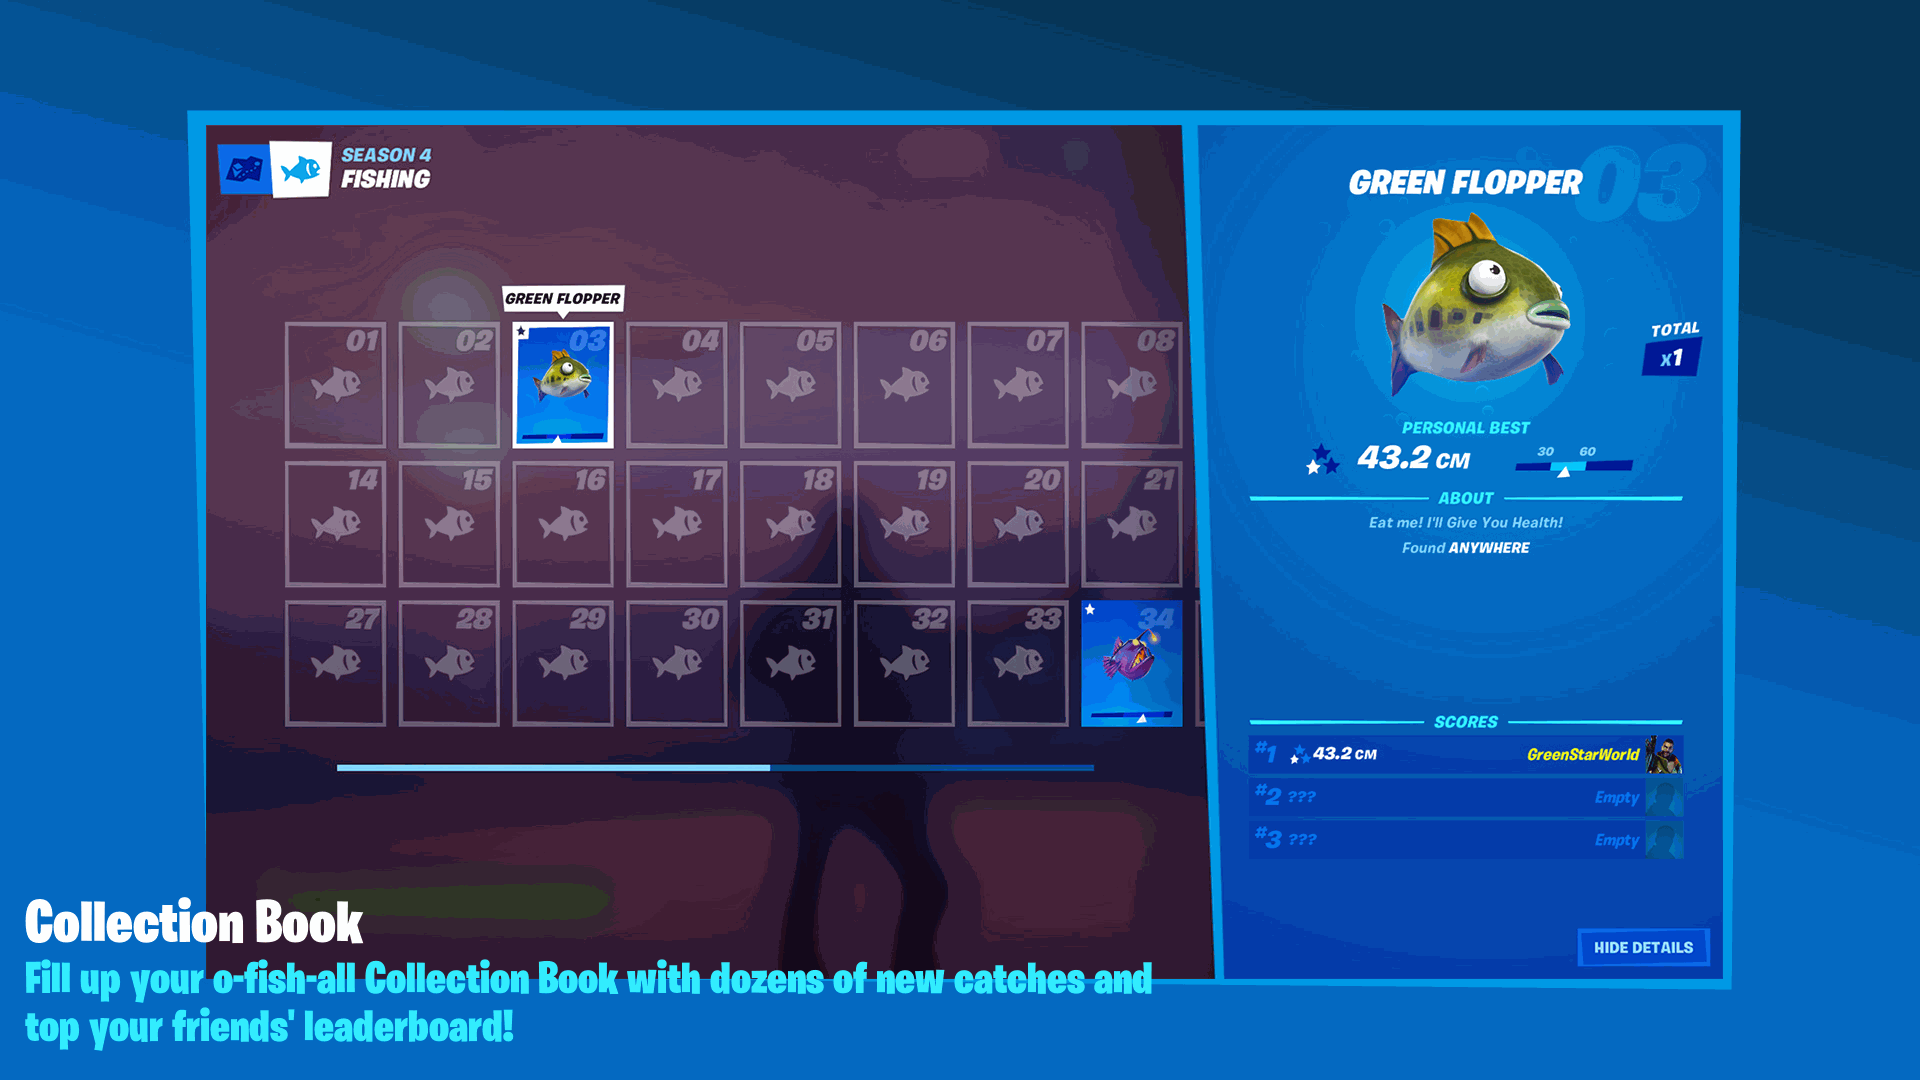 SEASON 4
FISHING
GREEN FLOPPER
01 02 03 04 05 06 07 08
14 15 16 17 18 19 20 21
27 28 29 30 31 32 33 34
GREEN FLOPPER
03
TOTAL
x1
PERSONAL BEST
43.2 CM
30 60
ABOUT
Eat me! I'll Give You Health!
Found ANYWHERE
SCORES
#1 43.2 CM GreenStarWorld
#2 ??? Empty
#3 ??? Empty
HIDE DETAILS
Collection Book
Fill up your o-fish-all Collection Book with dozens of new catches and
top your friends' leaderboard!